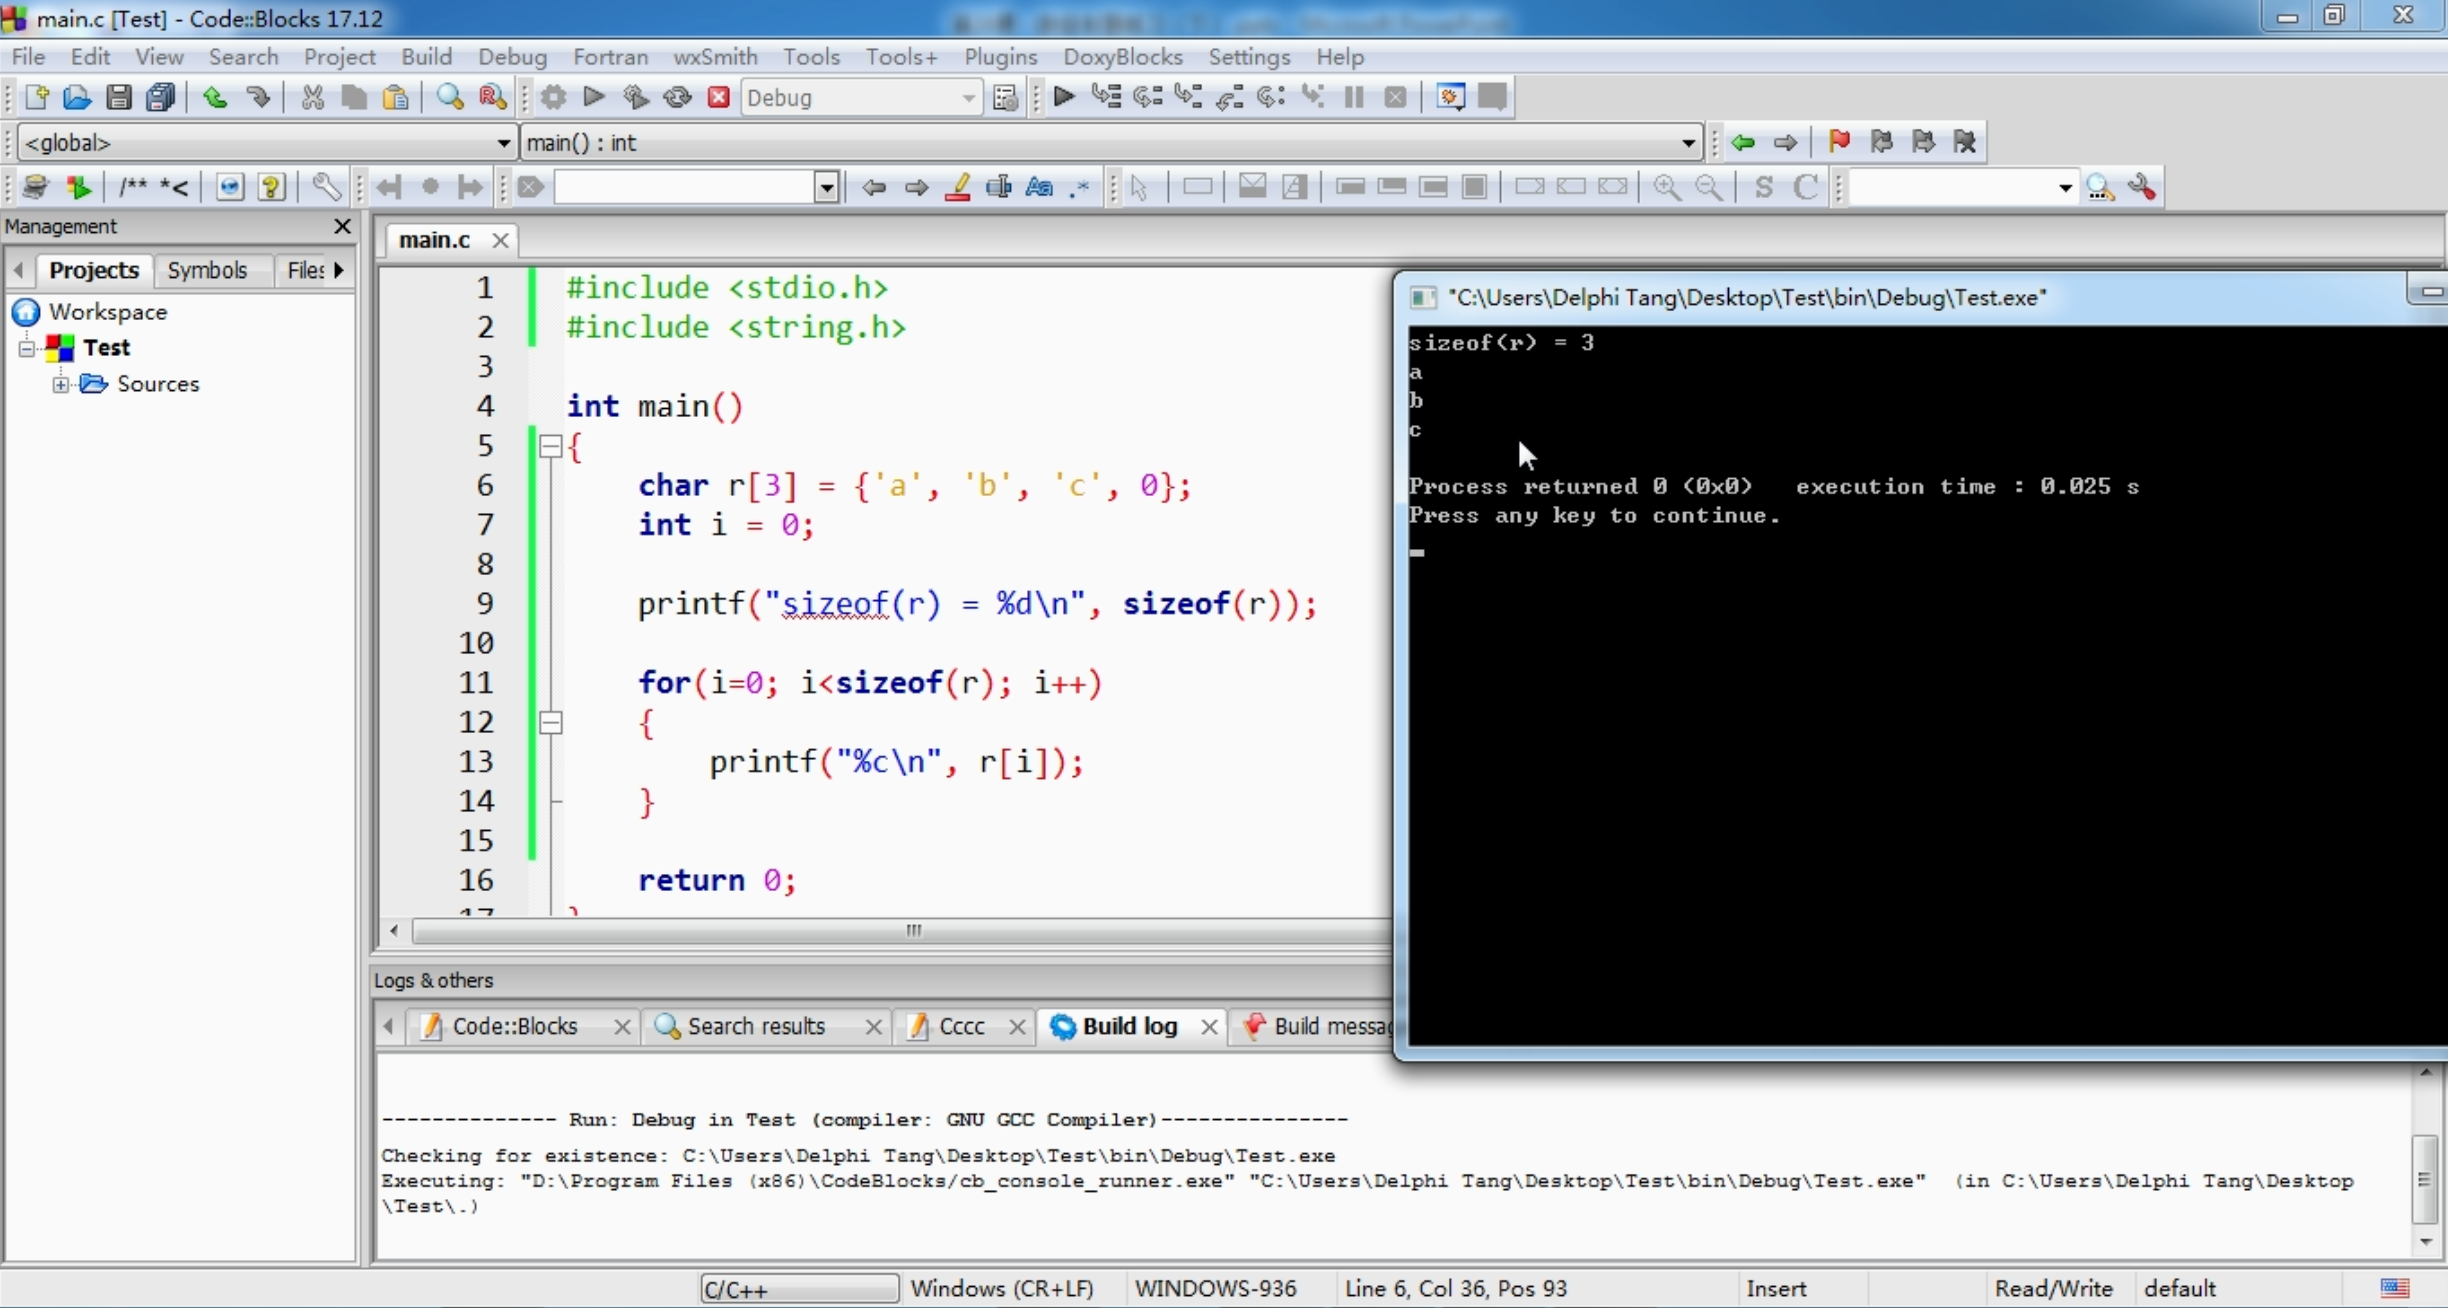 main.c [Test] - Code::Blocks 17.12
File Edit View Search Project Build Debug Fortran wxSmith Tools Tools+ Plugins DoxyBlocks Settings Help
Debug
<global> main() : int
/** *< Aa .* S C
Management
Projects Symbols Files
Workspace
Test
Sources
main.c
1 #include <stdio.h>
2 #include <string.h>
3
4 int main()
5 {
6 char r[3] = {'a', 'b', 'c', 0};
7 int i = 0;
8
9 printf("sizeof(r) = %d\n", sizeof(r));
10
11 for(i=0; i<sizeof(r); i++)
12 {
13 printf("%c\n", r[i]);
14 }
15
16 return 0;
17 }
"C:\Users\Delphi Tang\Desktop\Test\bin\Debug\Test.exe"
sizeof(r) = 3
a
b
c
Process returned 0 (0x0) execution time : 0.025 s
Press any key to continue.
Logs & others
Code::Blocks Search results Cccc Build log Build messag
-------------- Run: Debug in Test (compiler: GNU GCC Compiler)---------------
Checking for existence: C:\Users\Delphi Tang\Desktop\Test\bin\Debug\Test.exe
Executing: "D:\Program Files (x86)\CodeBlocks/cb_console_runner.exe" "C:\Users\Delphi Tang\Desktop\Test\bin\Debug\Test.exe" (in C:\Users\Delphi Tang\Desktop
\Test\.)
C/C++ Windows (CR+LF) WINDOWS-936 Line 6, Col 36, Pos 93 Insert Read/Write default